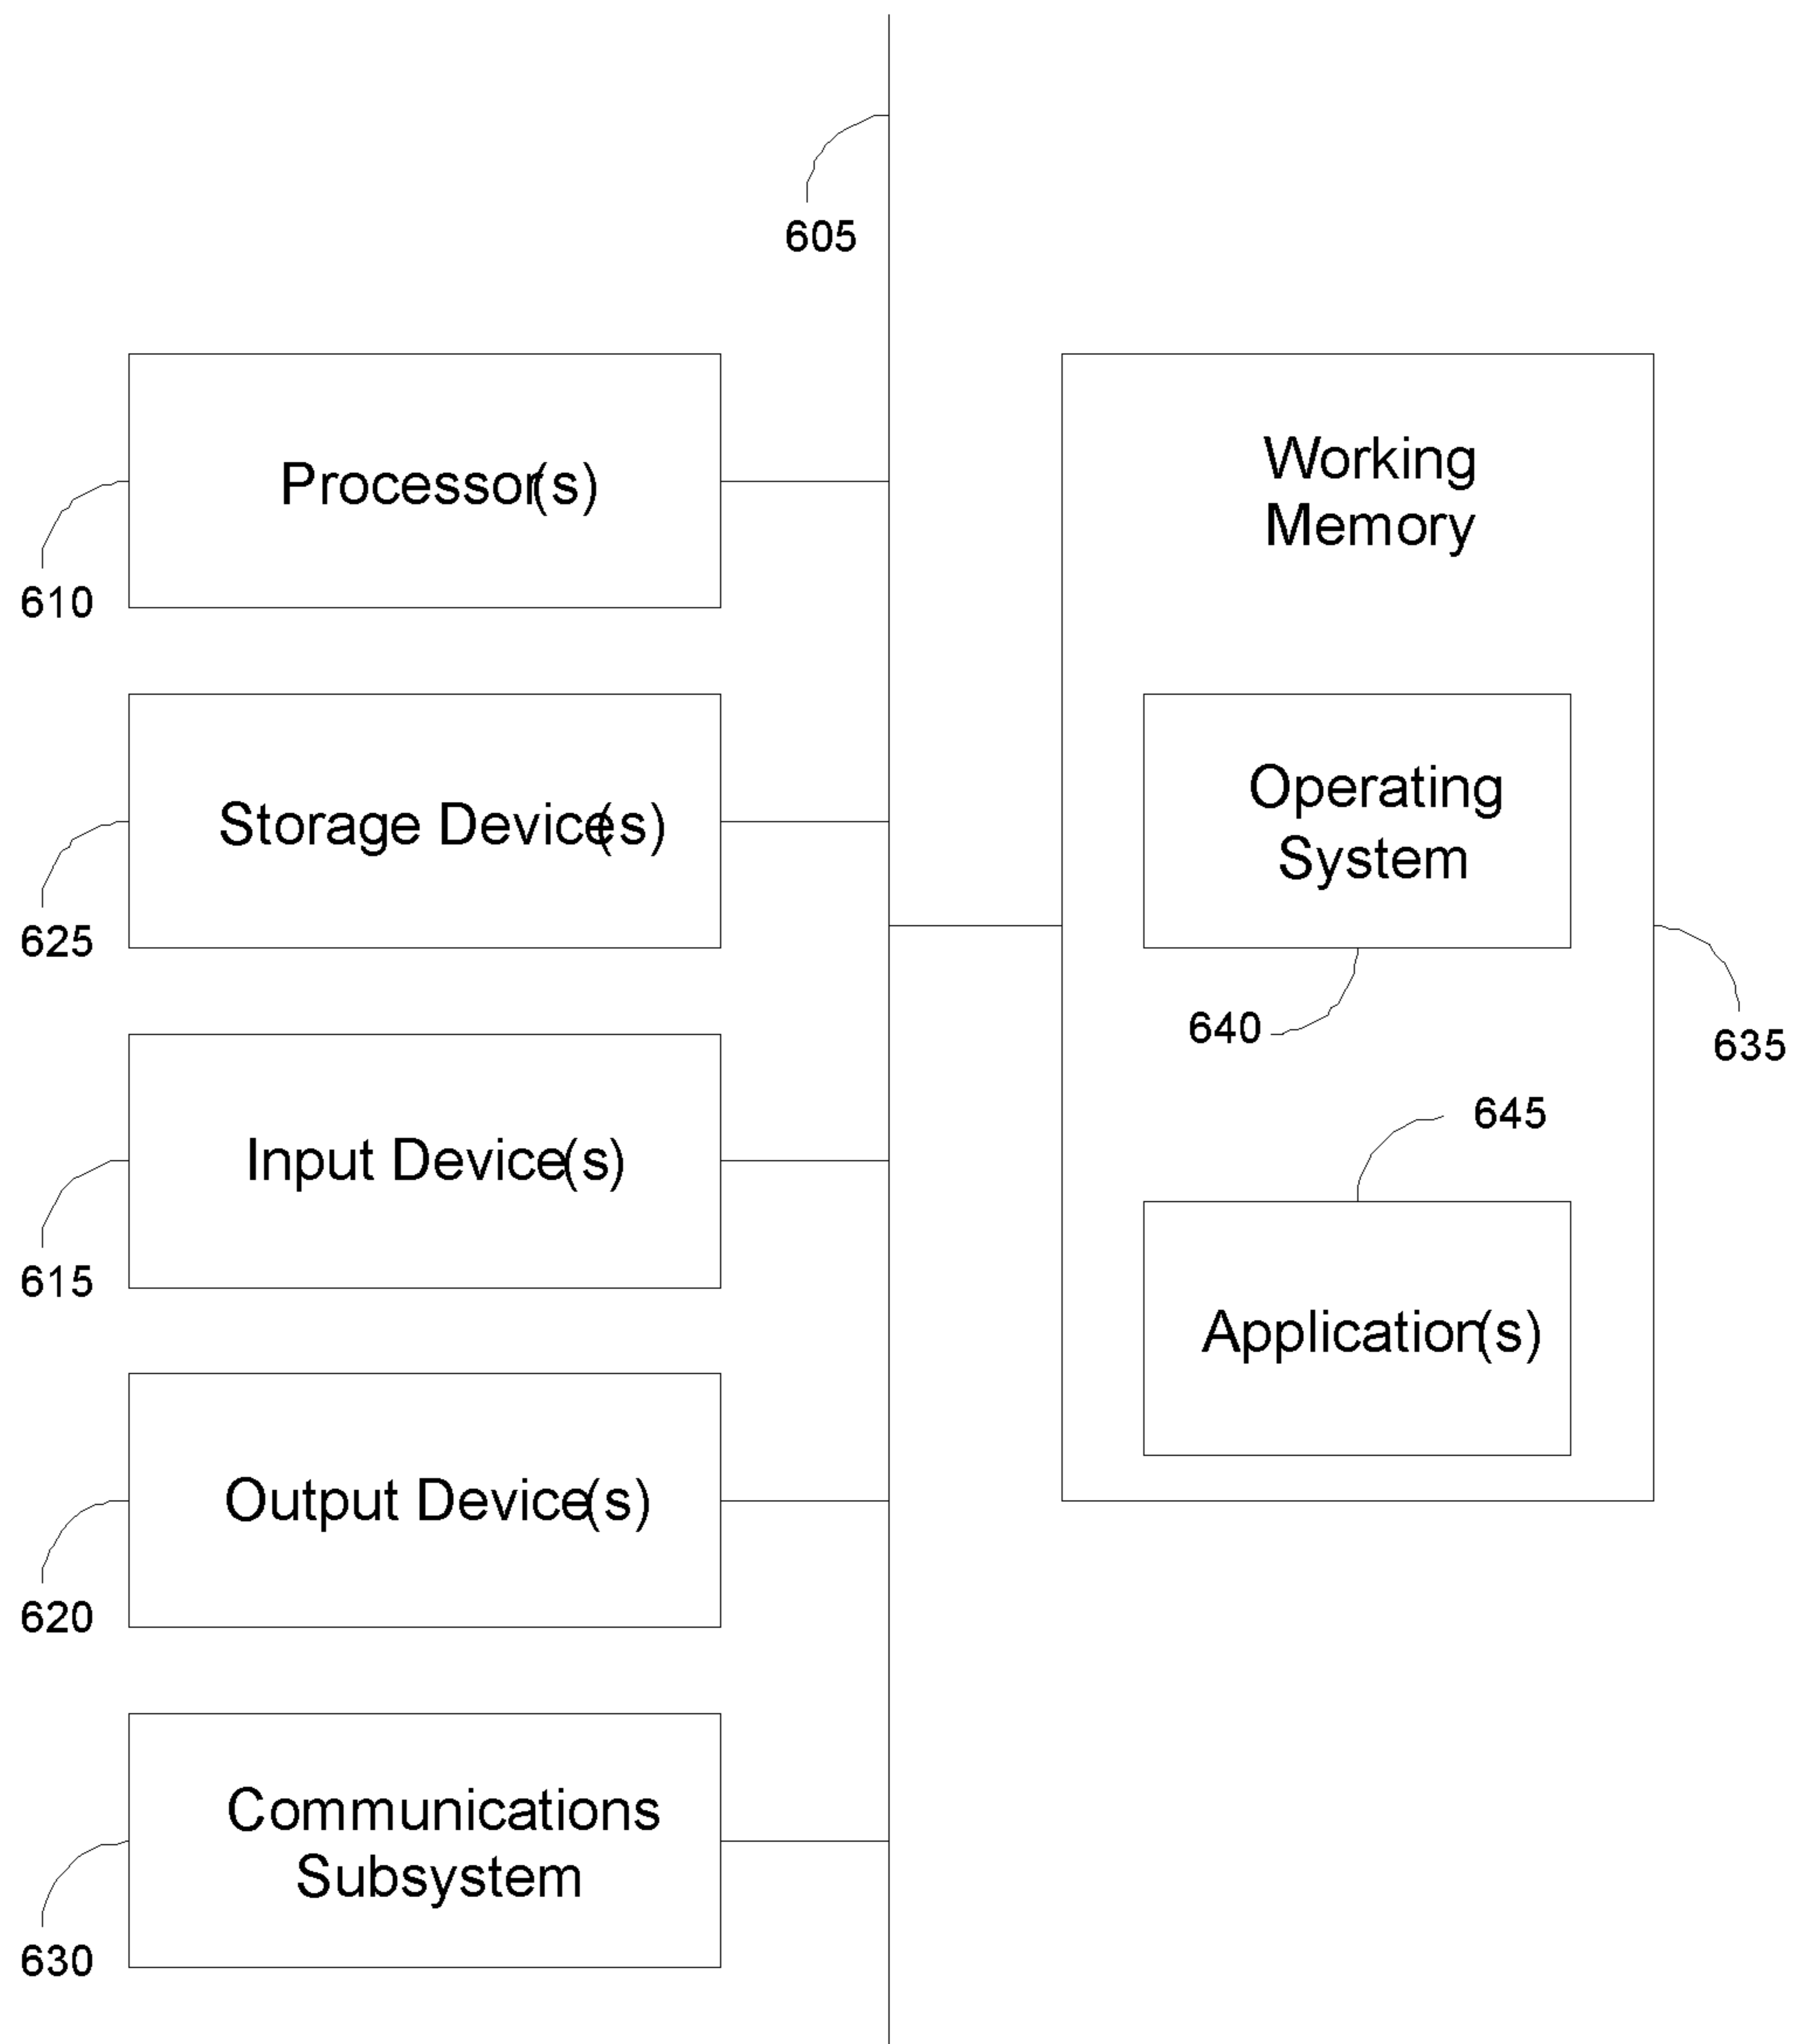 605
Processor(s)
610
Storage Device(s)
625
Input Device(s)
615
Output Device(s)
620
Communications
Subsystem
630
Working
Memory
Operating
System
640
635
645
Application(s)